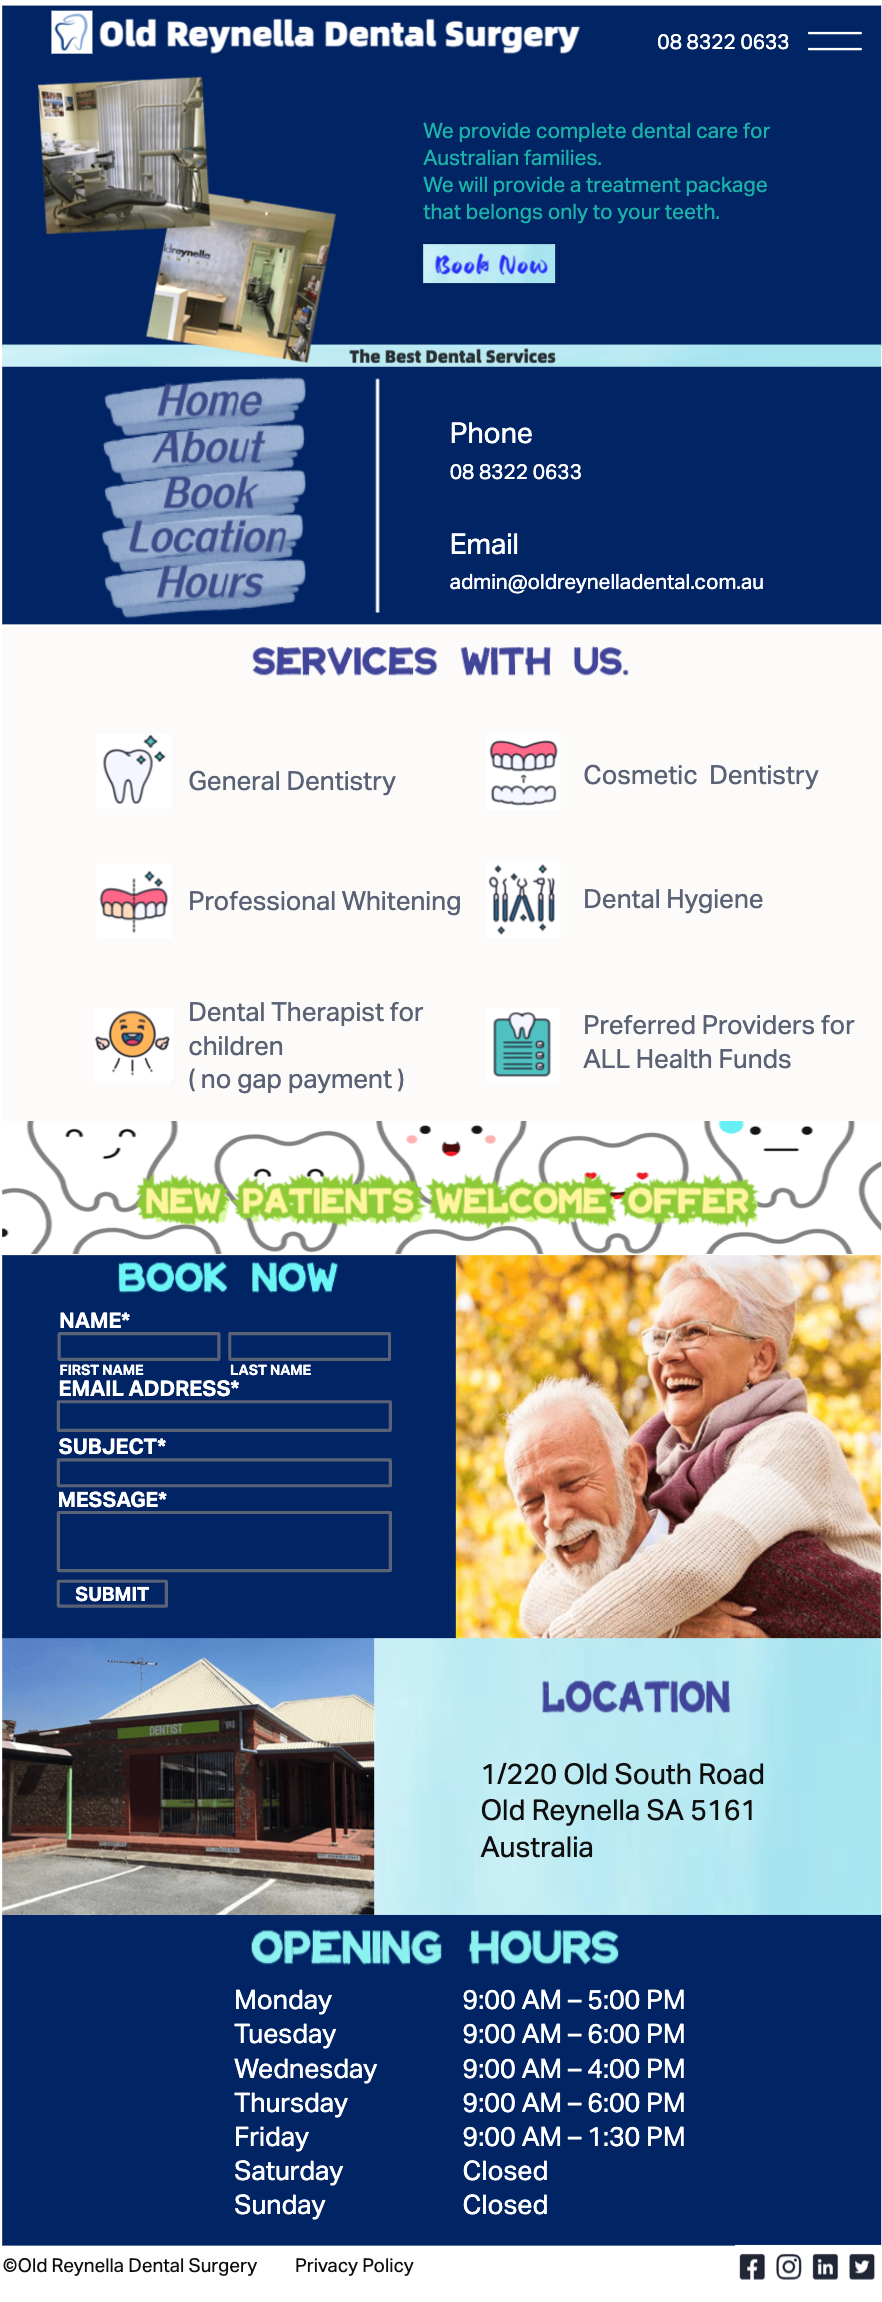 Old Reynella Dental Surgery
08 8322 0633
We provide complete dental care for
Australian families.
We will provide a treatment package
that belongs only to your teeth.
Book Now
The Best Dental Services
Home
About
Book
Location
Hours
Phone
08 8322 0633
Email
admin@oldreynelladental.com.au
SERVICES WITH US.
General Dentistry
Cosmetic Dentistry
Professional Whitening
Dental Hygiene
Dental Therapist for
children
( no gap payment )
Preferred Providers for
ALL Health Funds
NEW PATIENTS WELCOME OFFER
BOOK NOW
NAME*
FIRST NAME LAST NAME
EMAIL ADDRESS*
SUBJECT*
MESSAGE*
SUBMIT
DENTIST
LOCATION
1/220 Old South Road
Old Reynella SA 5161
Australia
OPENING HOURS
Monday 9:00 AM – 5:00 PM
Tuesday 9:00 AM – 6:00 PM
Wednesday 9:00 AM – 4:00 PM
Thursday 9:00 AM – 6:00 PM
Friday 9:00 AM – 1:30 PM
Saturday Closed
Sunday Closed
©Old Reynella Dental Surgery Privacy Policy